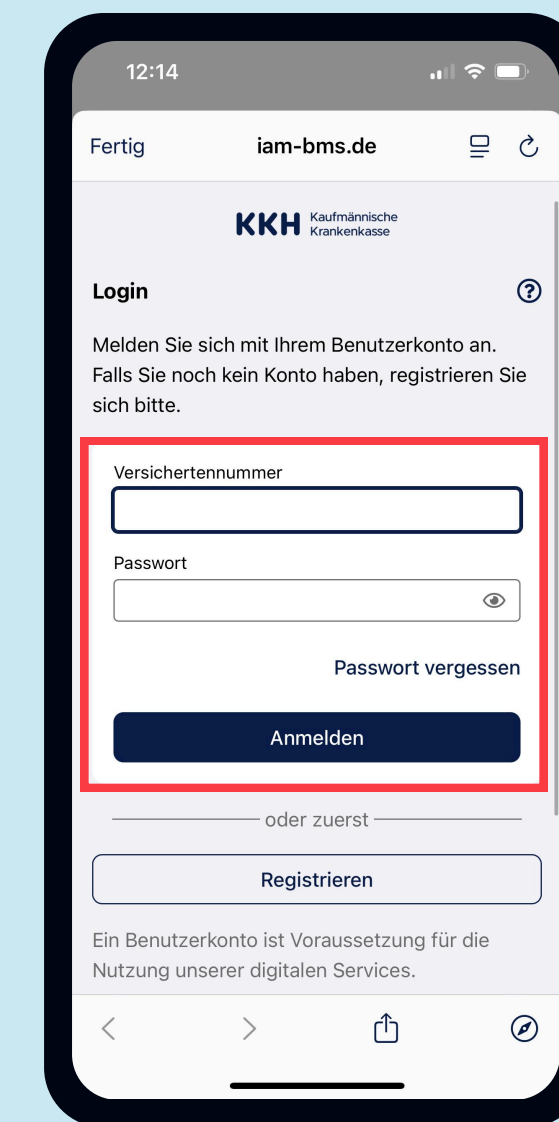 12:14
Fertig iam-bms.de
KKH Kaufmännische
Krankenkasse
Login
Melden Sie sich mit Ihrem Benutzerkonto an.
Falls Sie noch kein Konto haben, registrieren Sie
sich bitte.
Versichertennummer
Passwort
Passwort vergessen
Anmelden
oder zuerst
Registrieren
Ein Benutzerkonto ist Voraussetzung für die
Nutzung unserer digitalen Services.